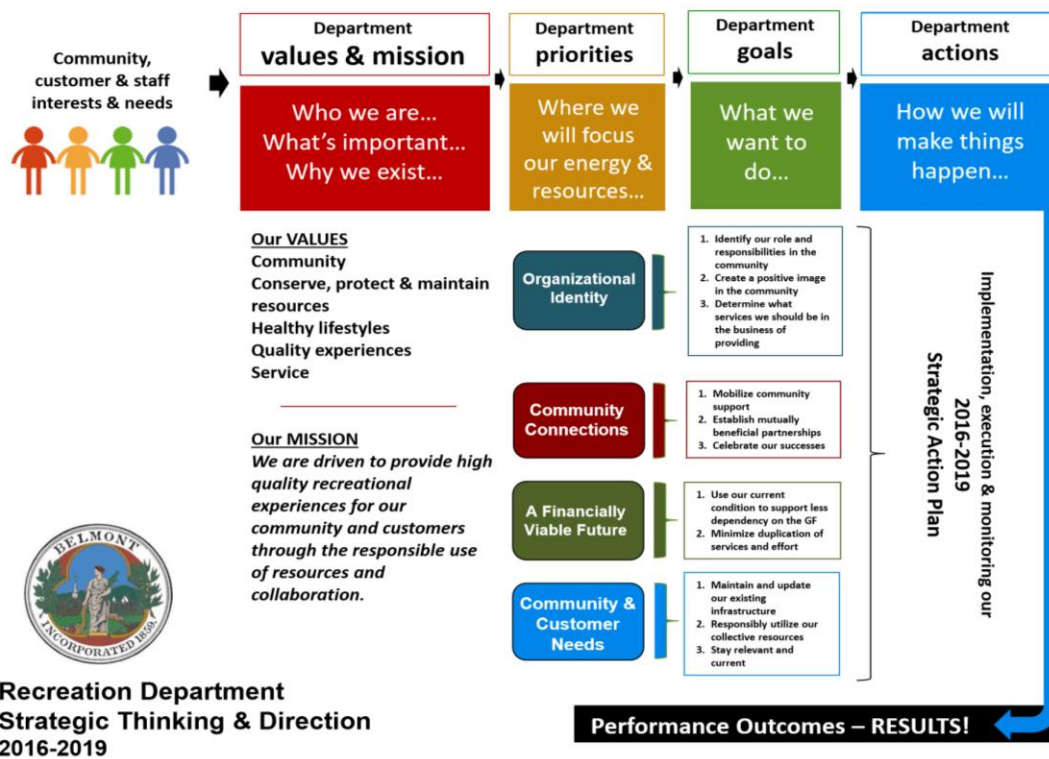 Community,
customer & staff
interests & needs
Department
values & mission
Who we are...
What's important...
Why we exist...
Department
priorities
Where we
will focus
our energy &
resources...
Department
goals
What we
want to
do...
Department
actions
How we will
make things
happen...
Our VALUES
Community
Conserve, protect & maintain
resources
Healthy lifestyles
Quality experiences
Service
Our MISSION
We are driven to provide high
quality recreational
experiences for our
community and customers
through the responsible use
of resources and
collaboration.
Organizational
Identity
1. Identify our role and
responsibilities in the
community
2. Create a positive image
in the community
3. Determine what
services we should be in
the business of
providing
Community
Connections
1. Mobilize community
support
2. Establish mutually
beneficial partnerships
3. Celebrate our successes
A Financially
Viable Future
1. Use our current
condition to support less
dependency on the GF
2. Minimize duplication of
services and effort
Community &
Customer
Needs
1. Maintain and update
our existing
infrastructure
2. Responsibly utilize our
collective resources
3. Stay relevant and
current
Implementation, execution & monitoring our
2016-2019
Strategic Action Plan
BELMONT
INCORPORATED 1859.
Recreation Department
Strategic Thinking & Direction
2016-2019
Performance Outcomes – RESULTS!